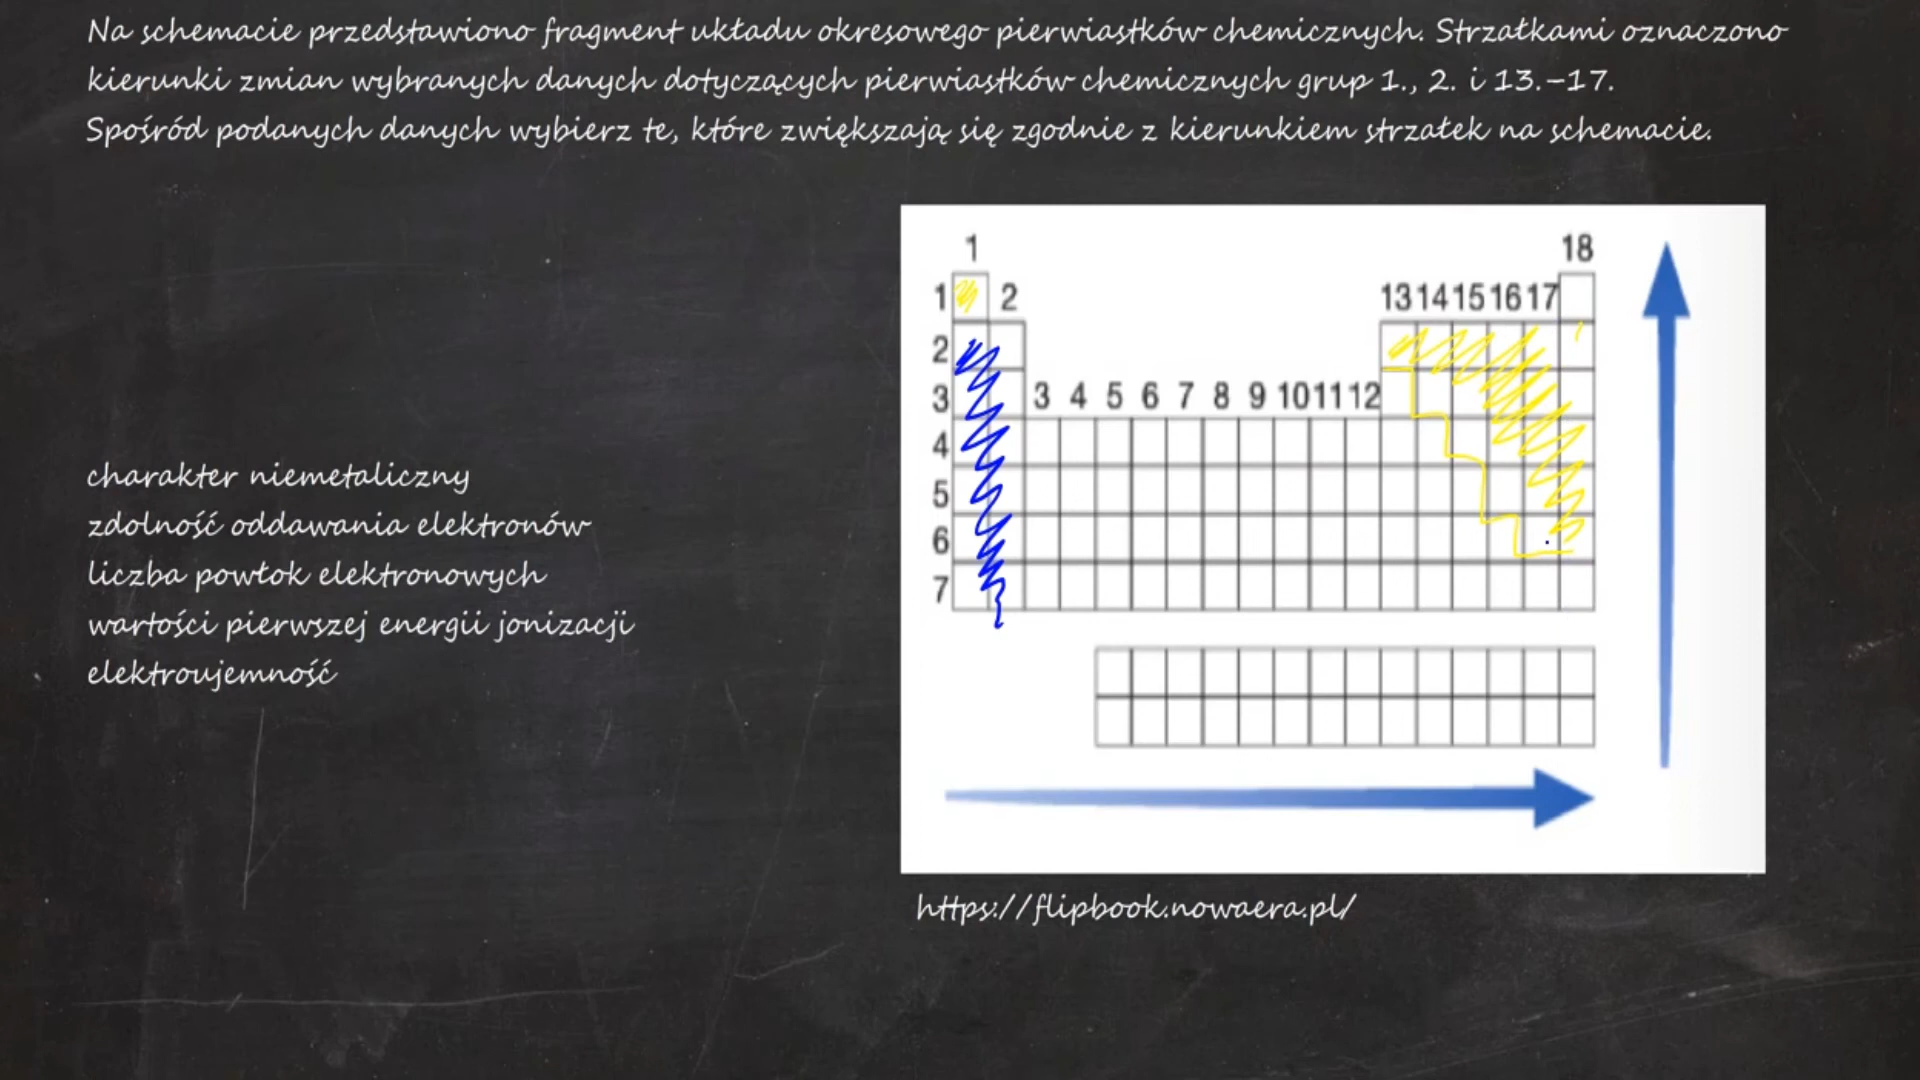 Na schemacie przedstawiono fragment układu okresowego pierwiastków chemicznych. Strzałkami oznaczono
kierunki zmian wybranych danych dotyczących pierwiastków chemicznych grup 1., 2. i 13.–17.
Spośród podanych danych wybierz te, które zwiększają się zgodnie z kierunkiem strzałek na schemacie.
charakter niemetaliczny
zdolność oddawania elektronów
liczba powłok elektronowych
wartości pierwszej energii jonizacji
elektroujemność
1 18
1 2 13 14 15 16 17
2
3 3 4 5 6 7 8 9 10 11 12
4
5
6
7
https://flipbook.nowaera.pl/